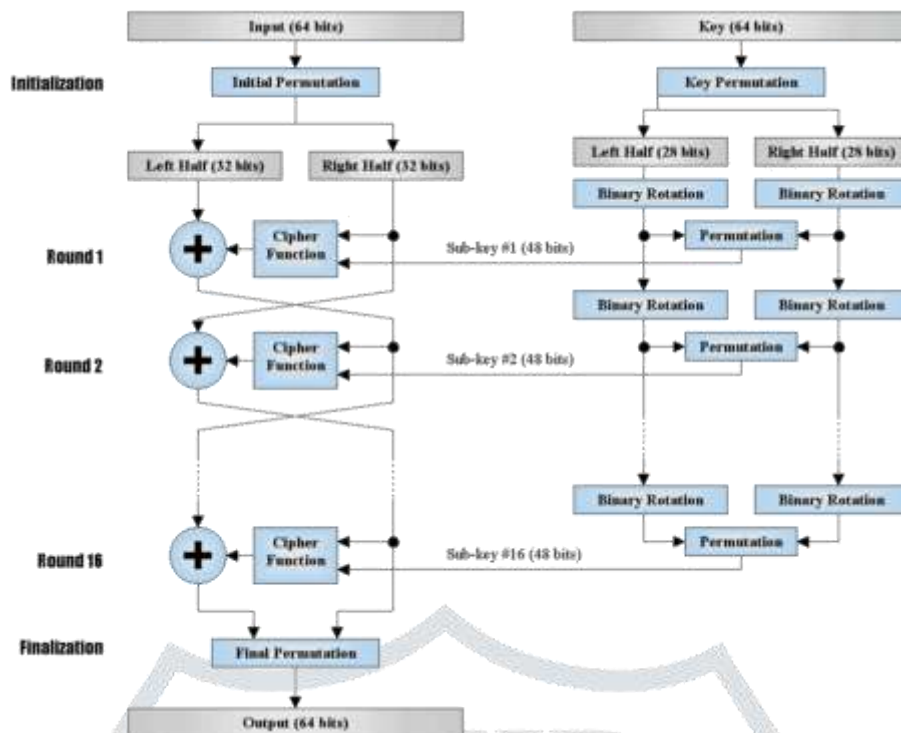 Input (64 bits)
Key (64 bits)
Initialization
Initial Permutation
Key Permutation
Left Half (32 bits)
Right Half (32 bits)
Left Half (28 bits)
Right Half (28 bits)
Binary Rotation
Binary Rotation
Round 1
Cipher
Function
Sub-key #1 (48 bits)
Permutation
Binary Rotation
Binary Rotation
Round 2
Cipher
Function
Sub-key #2 (48 bits)
Permutation
Binary Rotation
Binary Rotation
Round 16
Cipher
Function
Sub-key #16 (48 bits)
Permutation
Finalization
Final Permutation
Output (64 bits)